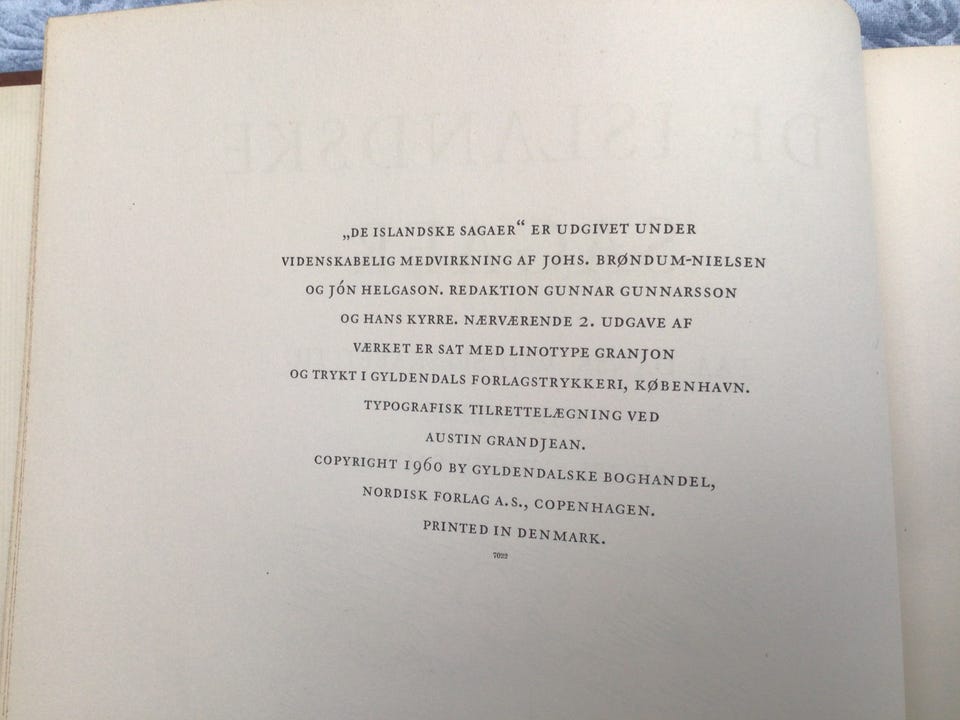 „DE ISLANDSKE SAGAER“ ER UDGIVET UNDER
VIDENSKABELIG MEDVIRKNING AF JOHS. BRØNDUM-NIELSEN
OG JÓN HELGASON. REDAKTION GUNNAR GUNNARSSON
OG HANS KYRRE. NÆRVÆRENDE 2. UDGAVE AF
VÆRKET ER SAT MED LINOTYPE GRANJON
OG TRYKT I GYLDENDALS FORLAGSTRYKKERI, KØBENHAVN.
TYPOGRAFISK TILRETTELÆGNING VED
AUSTIN GRANDJEAN.
COPYRIGHT 1960 BY GYLDENDALSKE BOGHANDEL,
NORDISK FORLAG A.S., COPENHAGEN.
PRINTED IN DENMARK.
7022